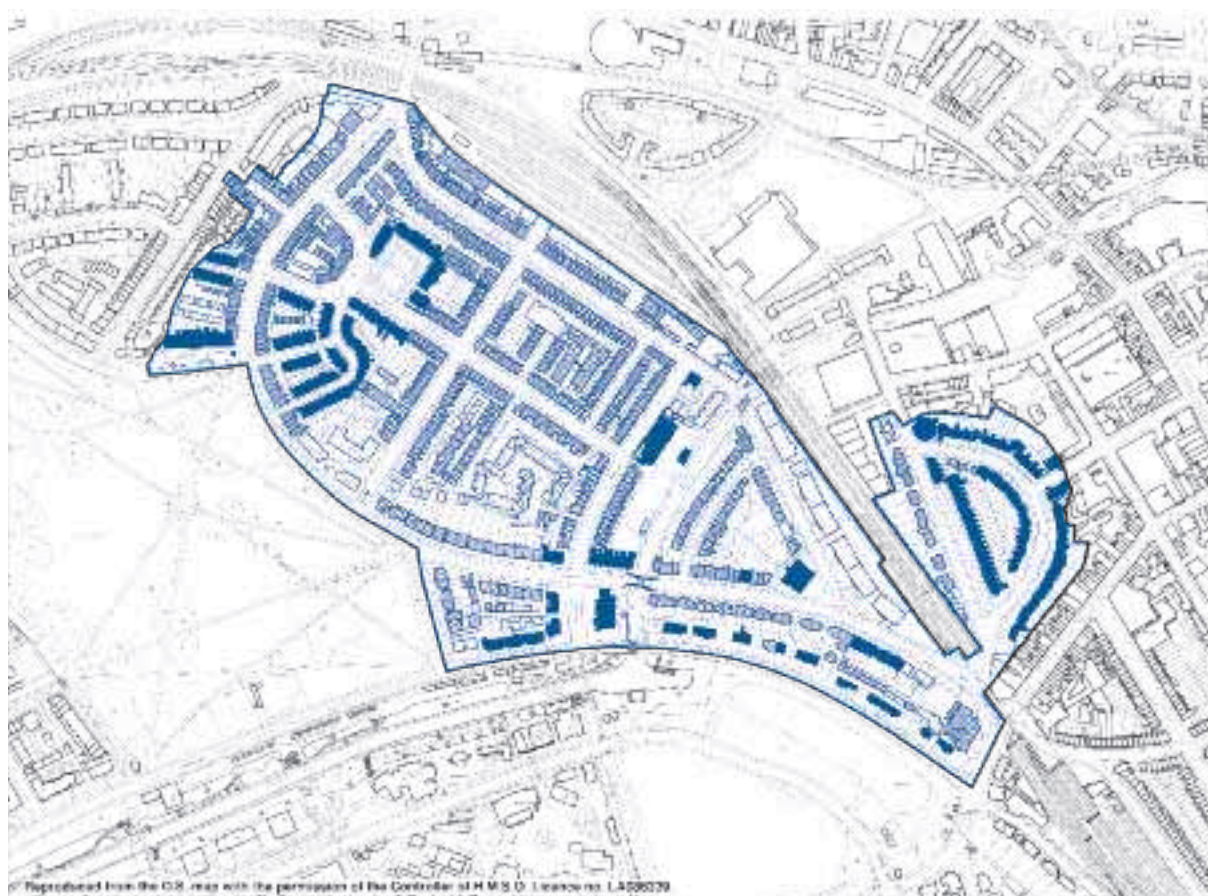 Reproduced from the O.S. map with the permission of the Controller of H.M.S.O. Licence no.